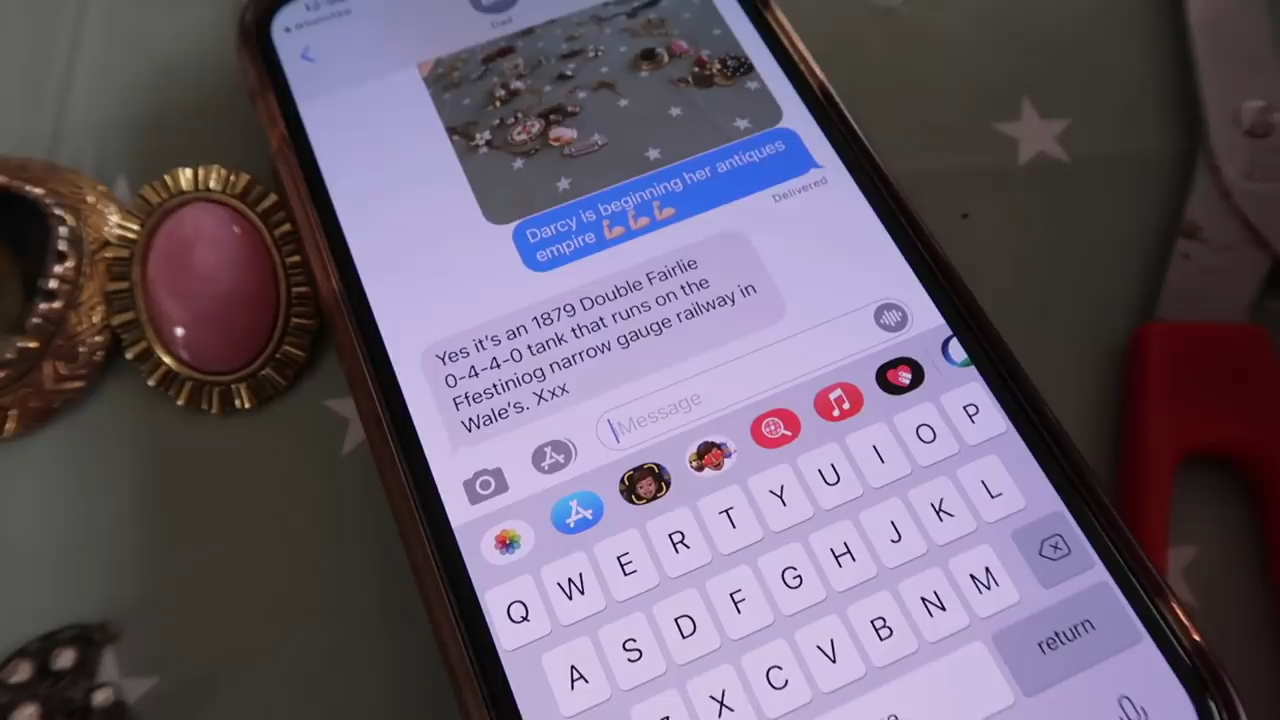 Dad
Darcy is beginning her antiques
empire 💪💪💪
Delivered
Yes it's an 1879 Double Fairlie
0-4-4-0 tank that runs on the
Ffestiniog narrow gauge railway in
Wale's. Xxx
iMessage
Q W E R T Y U I O P
A S D F G H J K L
X C V B N M
return